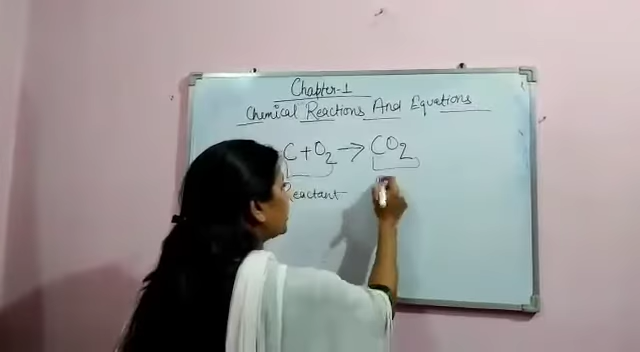 Chapter-1
Chemical Reactions And Equations
C + O2 → CO2
Reactant